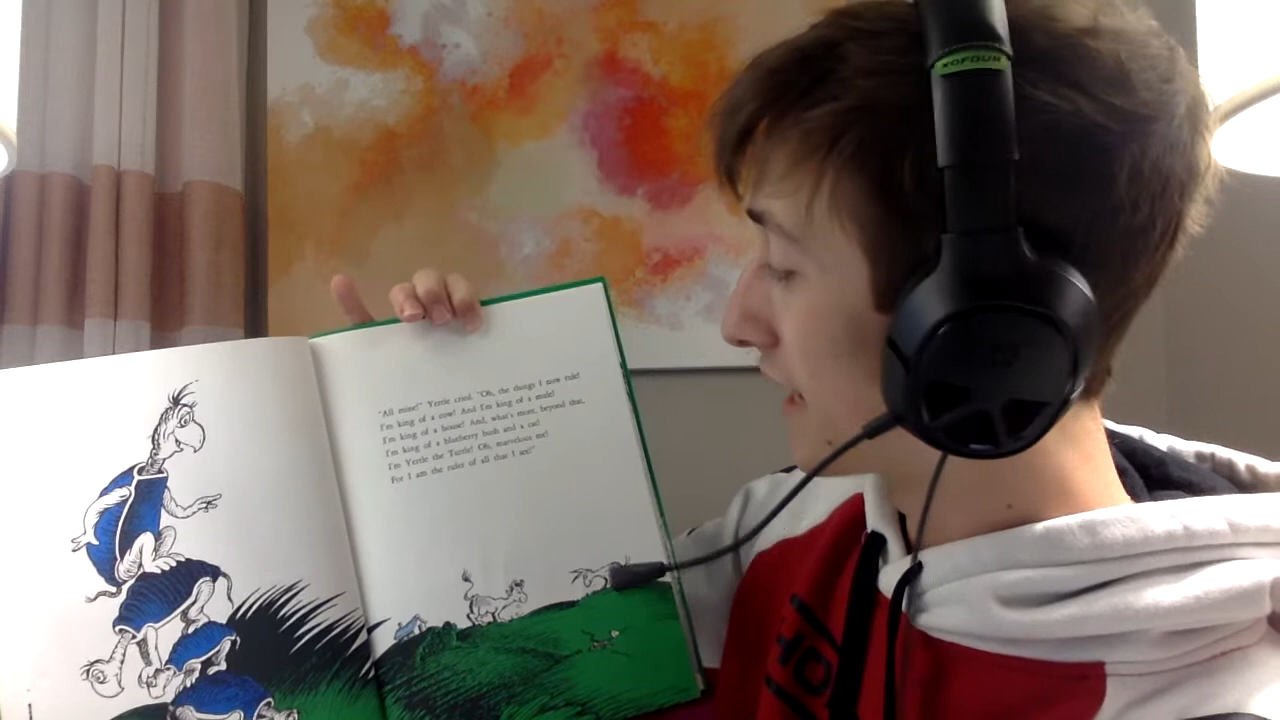 XOFOUR
"All mine!" Yertle cried. "Oh, the things I now rule!
I'm king of a cow! And I'm king of a mule!
I'm king of a house! And, what's more, beyond that,
I'm king of a blueberry bush and a cat!
I'm Yertle the Turtle! Oh, marvelous me!
For I am the ruler of all that I see!"